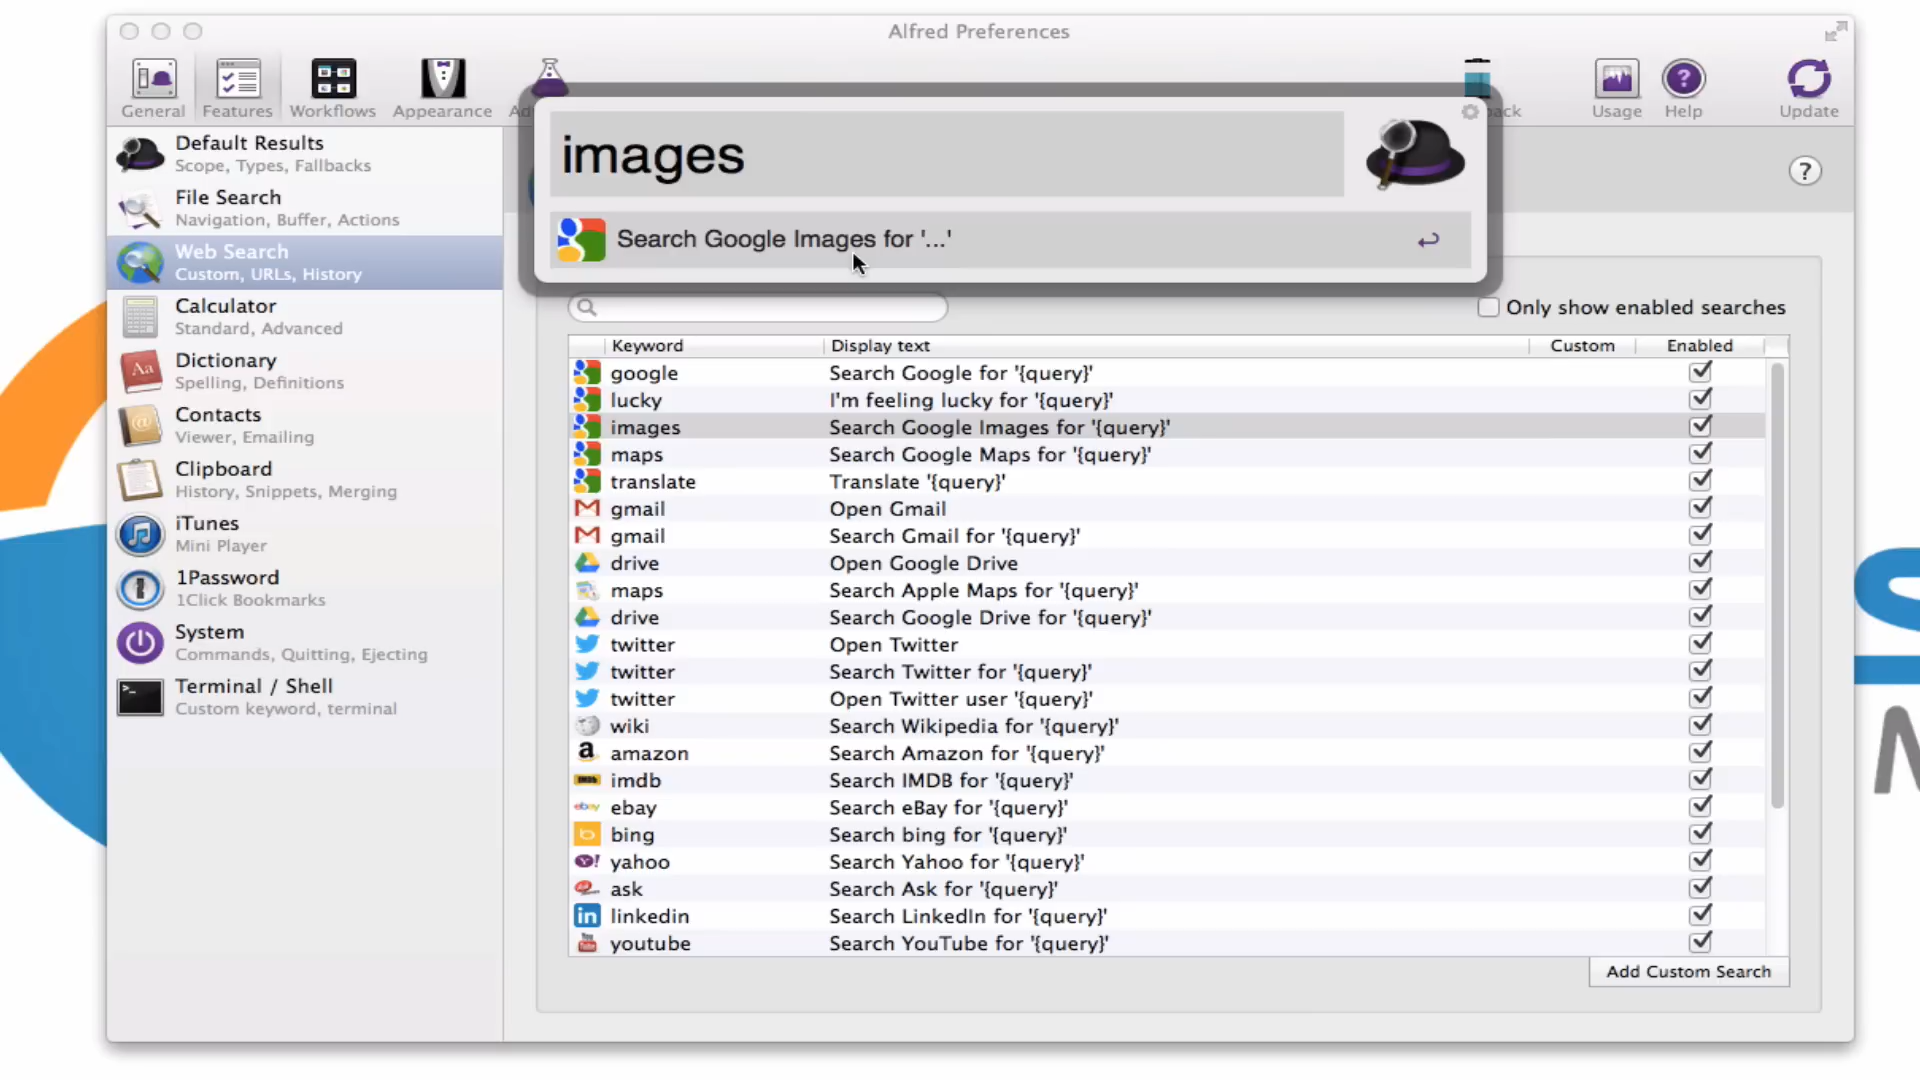 Alfred Preferences
General
Features
Workflows
Appearance
Ad
back
Usage
Help
Update
images
Search Google Images for '...'
Default Results
Scope, Types, Fallbacks
File Search
Navigation, Buffer, Actions
Web Search
Custom, URLs, History
Calculator
Standard, Advanced
Dictionary
Spelling, Definitions
Contacts
Viewer, Emailing
Clipboard
History, Snippets, Merging
iTunes
Mini Player
1Password
1Click Bookmarks
System
Commands, Quitting, Ejecting
Terminal / Shell
Custom keyword, terminal
?
Only show enabled searches
Keyword Display text Custom Enabled
google Search Google for '{query}'
lucky I'm feeling lucky for '{query}'
images Search Google Images for '{query}'
maps Search Google Maps for '{query}'
translate Translate '{query}'
gmail Open Gmail
gmail Search Gmail for '{query}'
drive Open Google Drive
maps Search Apple Maps for '{query}'
drive Search Google Drive for '{query}'
twitter Open Twitter
twitter Search Twitter for '{query}'
twitter Open Twitter user '{query}'
wiki Search Wikipedia for '{query}'
amazon Search Amazon for '{query}'
imdb Search IMDB for '{query}'
ebay Search eBay for '{query}'
bing Search bing for '{query}'
yahoo Search Yahoo for '{query}'
ask Search Ask for '{query}'
linkedin Search LinkedIn for '{query}'
youtube Search YouTube for '{query}'
Add Custom Search